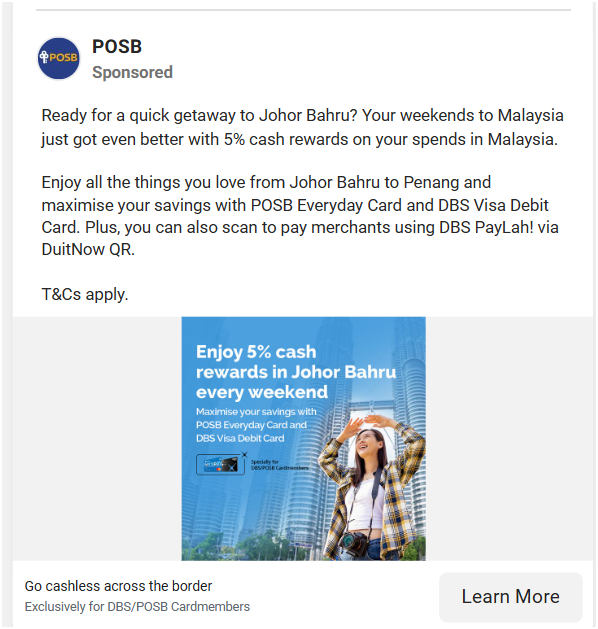 POSB
POSB
Sponsored
Ready for a quick getaway to Johor Bahru? Your weekends to Malaysia
just got even better with 5% cash rewards on your spends in Malaysia.
Enjoy all the things you love from Johor Bahru to Penang and
maximise your savings with POSB Everyday Card and DBS Visa Debit
Card. Plus, you can also scan to pay merchants using DBS PayLah! via
DuitNow QR.
T&Cs apply.
Enjoy 5% cash
rewards in Johor Bahru
every weekend
Maximise your savings with
POSB Everyday Card and
DBS Visa Debit Card
Specially for
DBS/POSB Cardmembers
Go cashless across the border
Exclusively for DBS/POSB Cardmembers
Learn More